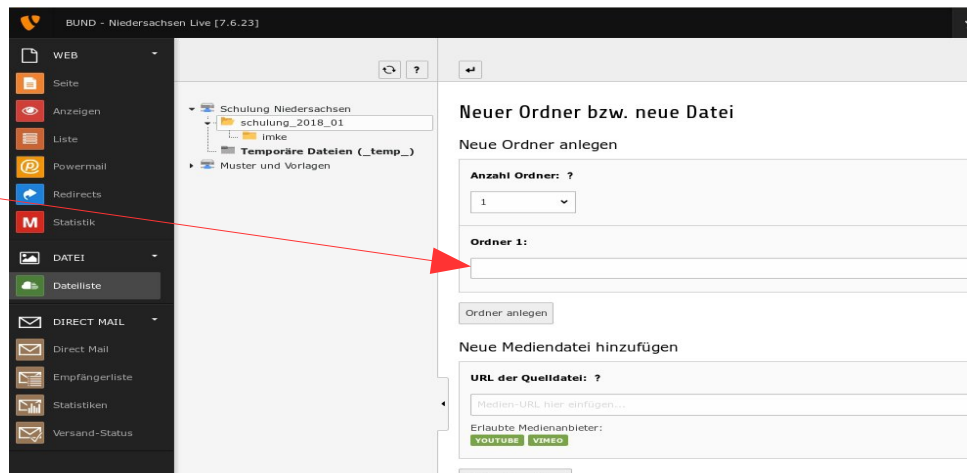 BUND - Niedersachsen Live [7.6.23]
WEB
Seite
Anzeigen
Liste
Powermail
Redirects
Statistik
DATEI
Dateiliste
DIRECT MAIL
Direct Mail
Empfängerliste
Statistiken
Versand-Status
?
Schulung Niedersachsen
schulung_2018_01
imke
Temporäre Dateien (_temp_)
Muster und Vorlagen
Neuer Ordner bzw. neue Datei
Neue Ordner anlegen
Anzahl Ordner: ?
1
Ordner 1:
Ordner anlegen
Neue Mediendatei hinzufügen
URL der Quelldatei: ?
Medien-URL hier einfügen...
Erlaubte Medienanbieter:
YOUTUBE VIMEO